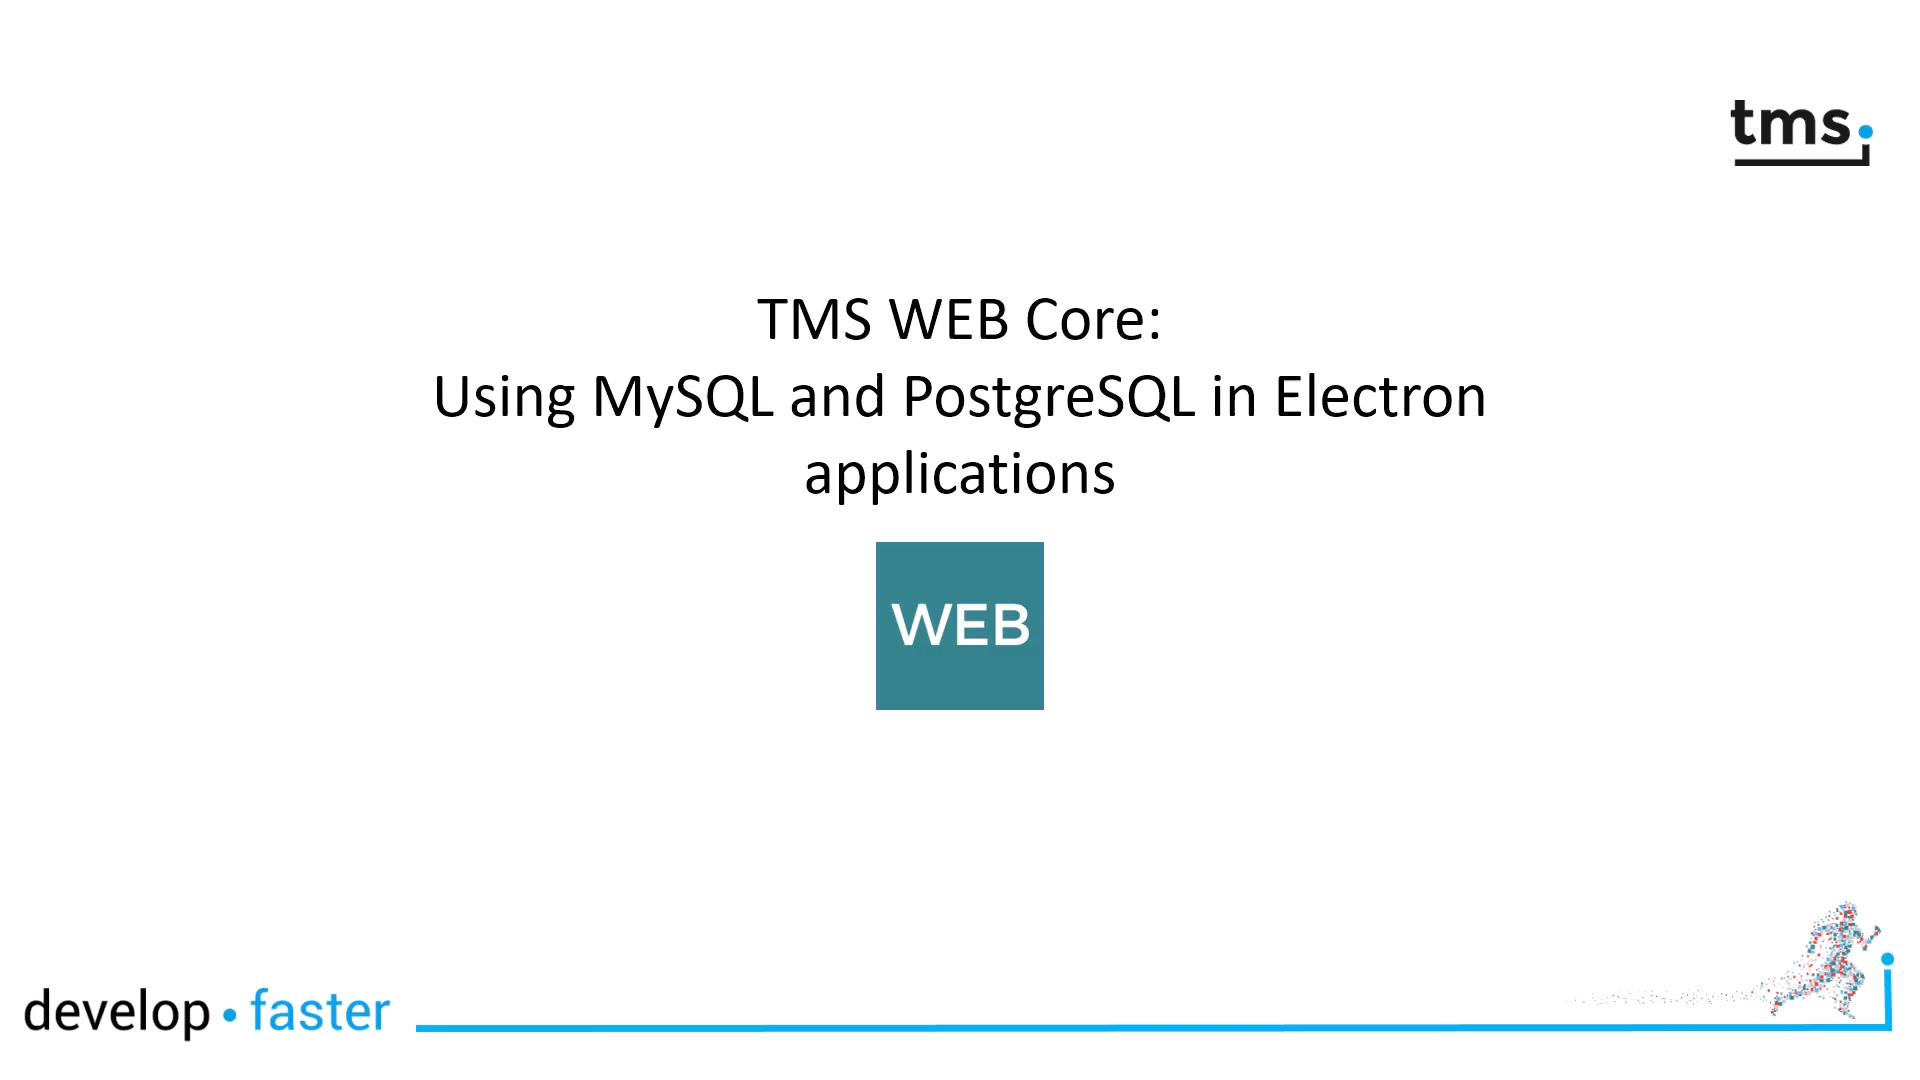 tms
TMS WEB Core:
Using MySQL and PostgreSQL in Electron
applications
WEB
develop • faster